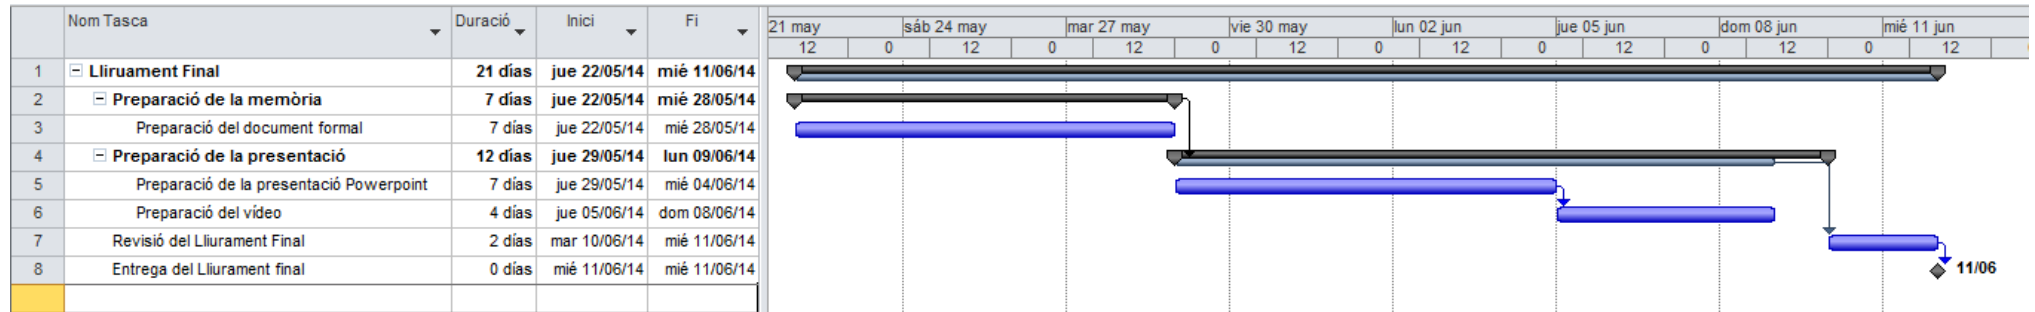 Nom Tasca Duració Inici Fi 21 may sáb 24 may mar 27 may vie 30 may lun 02 jun jue 05 jun dom 08 jun mié 11 jun
12 0 12 0 12 0 12 0 12 0 12 0 12 0 12
1 Lliruament Final 21 días jue 22/05/14 mié 11/06/14
2 Preparació de la memòria 7 días jue 22/05/14 mié 28/05/14
3 Preparació del document formal 7 días jue 22/05/14 mié 28/05/14
4 Preparació de la presentació 12 días jue 29/05/14 lun 09/06/14
5 Preparació de la presentació Powerpoint 7 días jue 29/05/14 mié 04/06/14
6 Preparació del vídeo 4 días jue 05/06/14 dom 08/06/14
7 Revisió del Lliurament Final 2 días mar 10/06/14 mié 11/06/14
8 Entrega del Lliurament final 0 días mié 11/06/14 mié 11/06/14 11/06